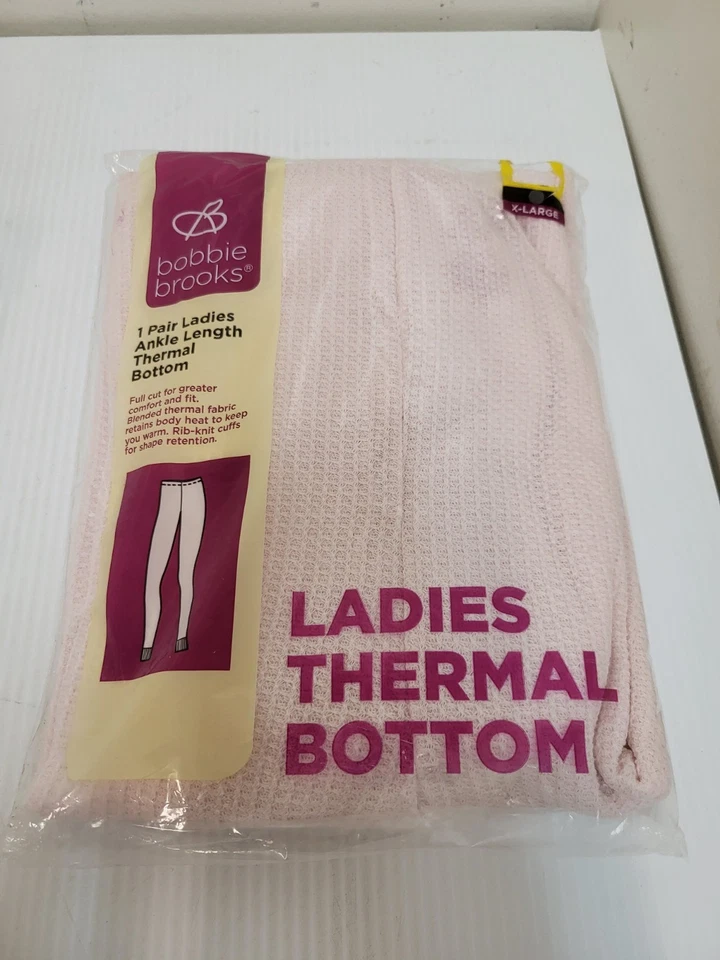 bobbie
brooks®
1 Pair Ladies
Ankle Length
Thermal
Bottom
Full cut for greater
comfort and fit.
Blended thermal fabric
retains body heat to keep
you warm. Rib-knit cuffs
for shape retention.
X-LARGE
LADIES
THERMAL
BOTTOM